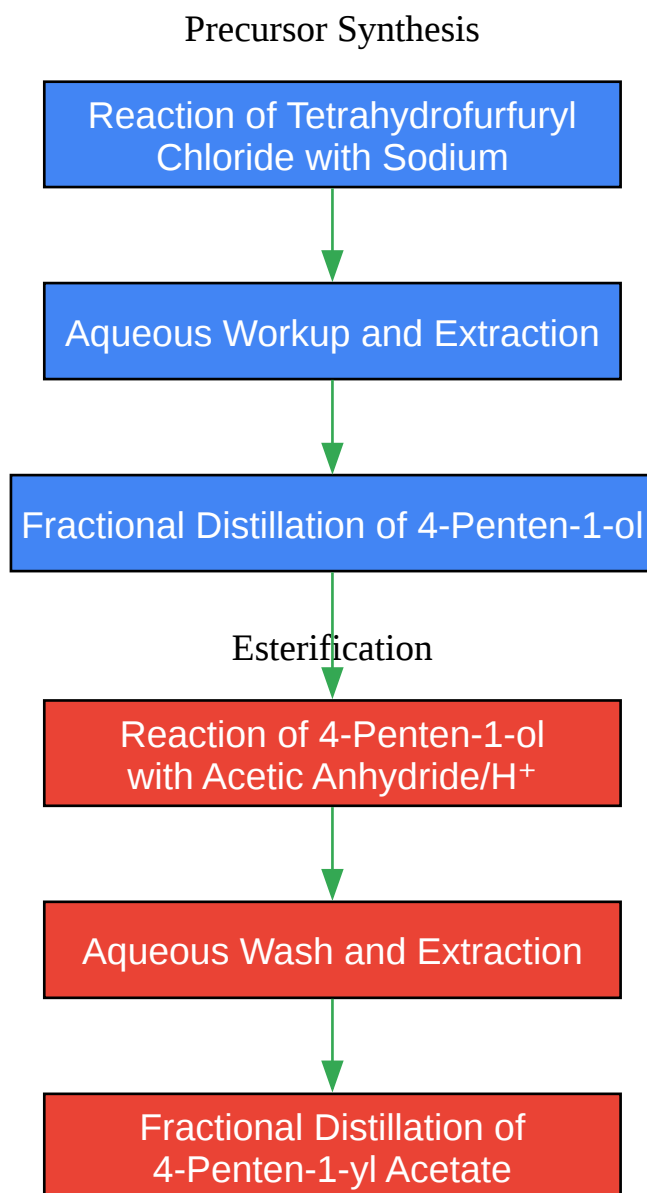 Precursor Synthesis
Reaction of Tetrahydrofurfuryl
Chloride with Sodium
Aqueous Workup and Extraction
Fractional Distillation of 4-Penten-1-ol
Esterification
Reaction of 4-Penten-1-ol
with Acetic Anhydride/H⁺
Aqueous Wash and Extraction
Fractional Distillation of
4-Penten-1-yl Acetate